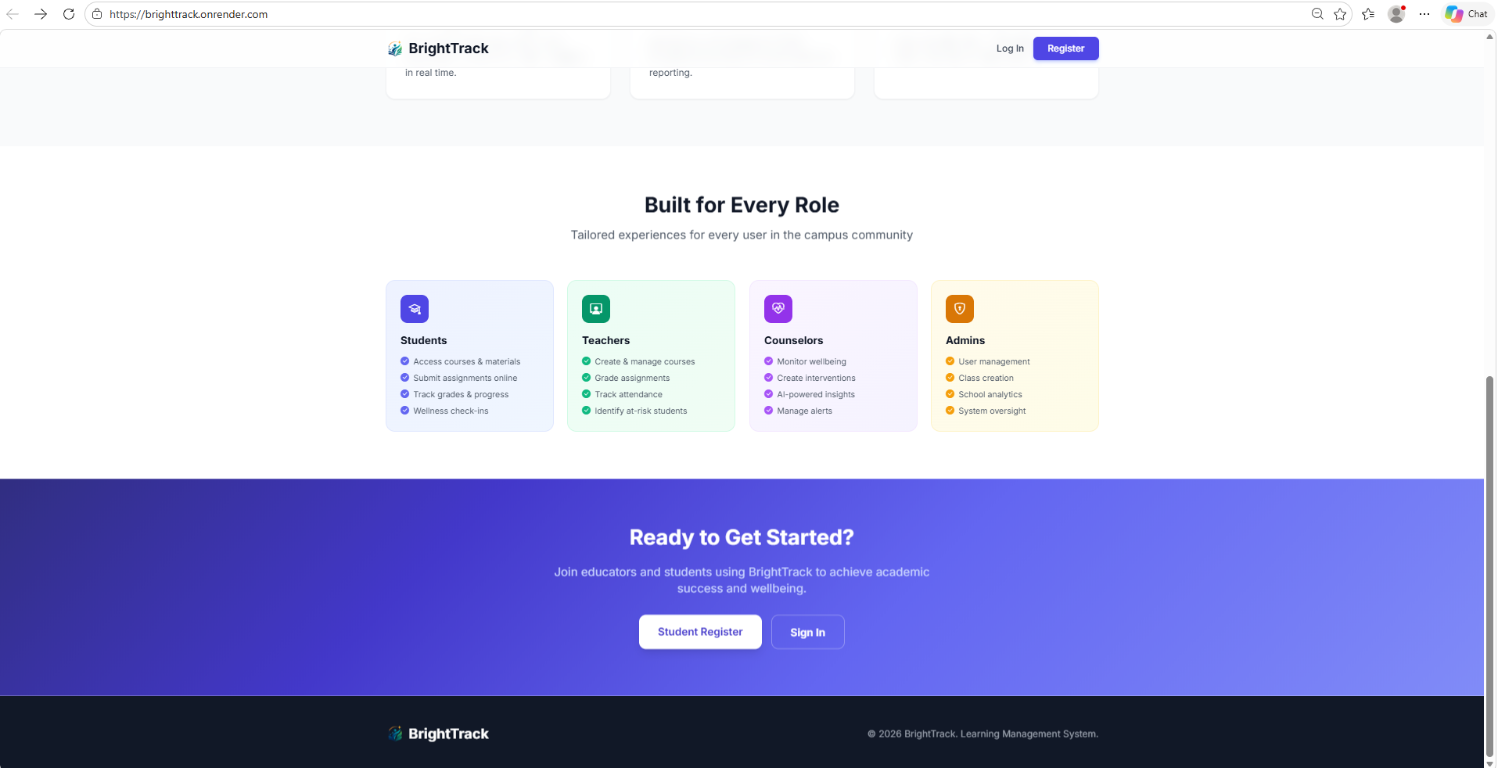 https://brighttrack.onrender.com
Chat
BrightTrack
Log In
Register
in real time.
reporting.
Built for Every Role
Tailored experiences for every user in the campus community
Students
Access courses & materials
Submit assignments online
Track grades & progress
Wellness check-ins
Teachers
Create & manage courses
Grade assignments
Track attendance
Identify at-risk students
Counselors
Monitor wellbeing
Create interventions
AI-powered insights
Manage alerts
Admins
User management
Class creation
School analytics
System oversight
Ready to Get Started?
Join educators and students using BrightTrack to achieve academic
success and wellbeing.
Student Register
Sign In
BrightTrack
© 2026 BrightTrack. Learning Management System.